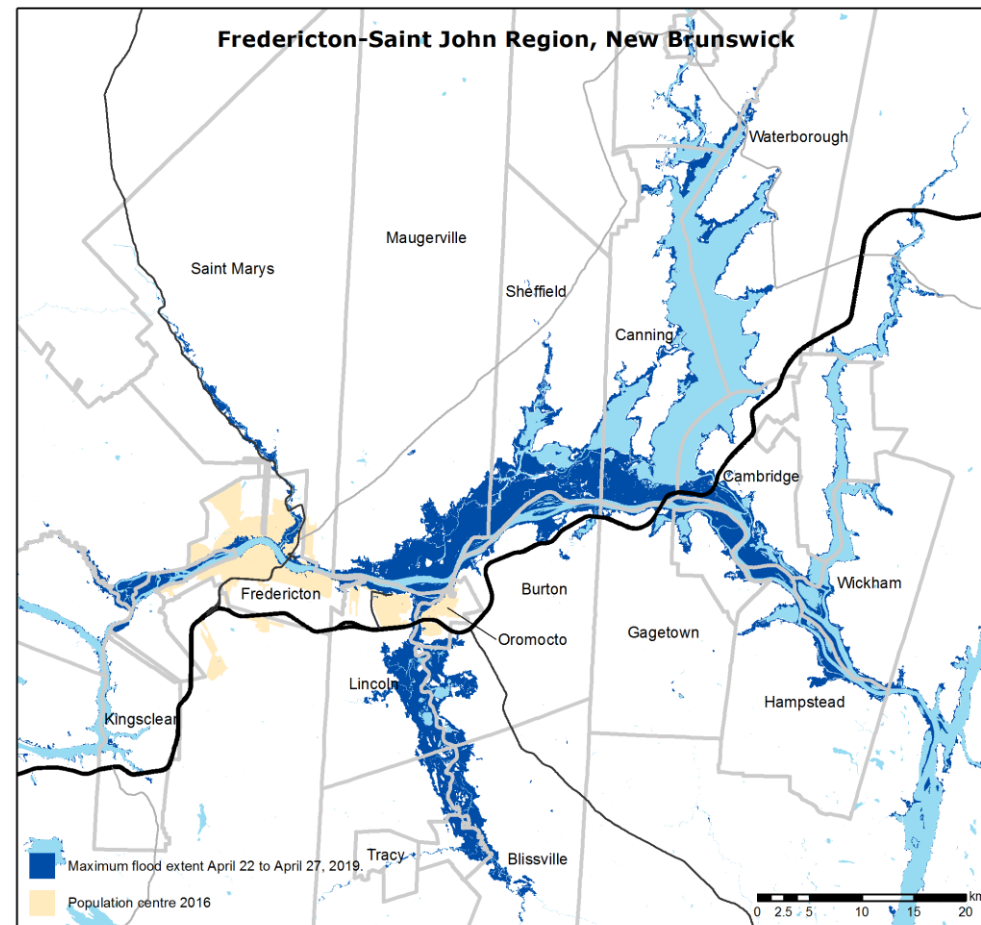 Fredericton-Saint John Region, New Brunswick
Waterborough
Maugerville
Saint Marys
Sheffield
Canning
Cambridge
Wickham
Fredericton
Burton
Oromocto
Gagetown
Lincoln
Hampstead
Kingsclear
Tracy
Blissville
Maximum flood extent April 22 to April 27, 2019.
Population centre 2016
km
0 2.5 5 10 15 20